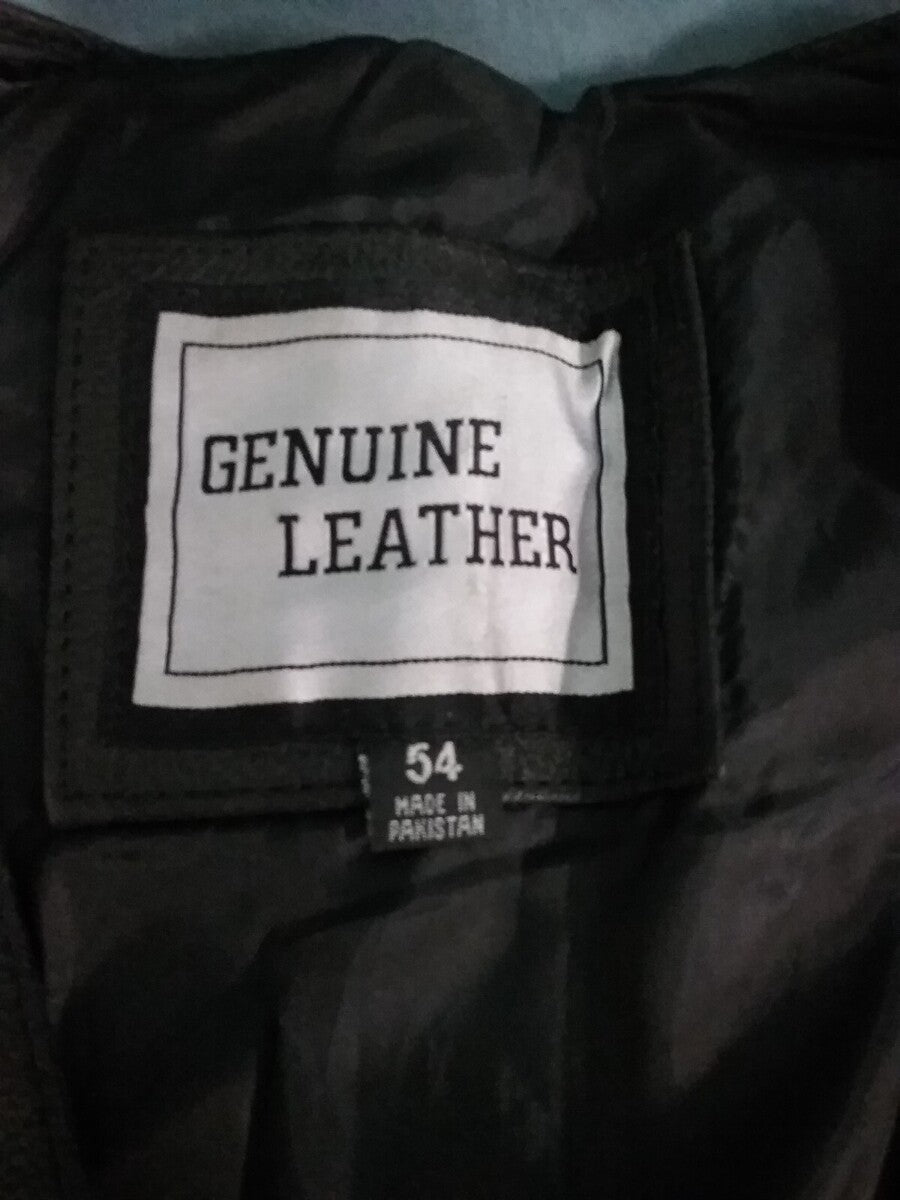 GENUINE
LEATHER
54
MADE IN
PAKISTAN